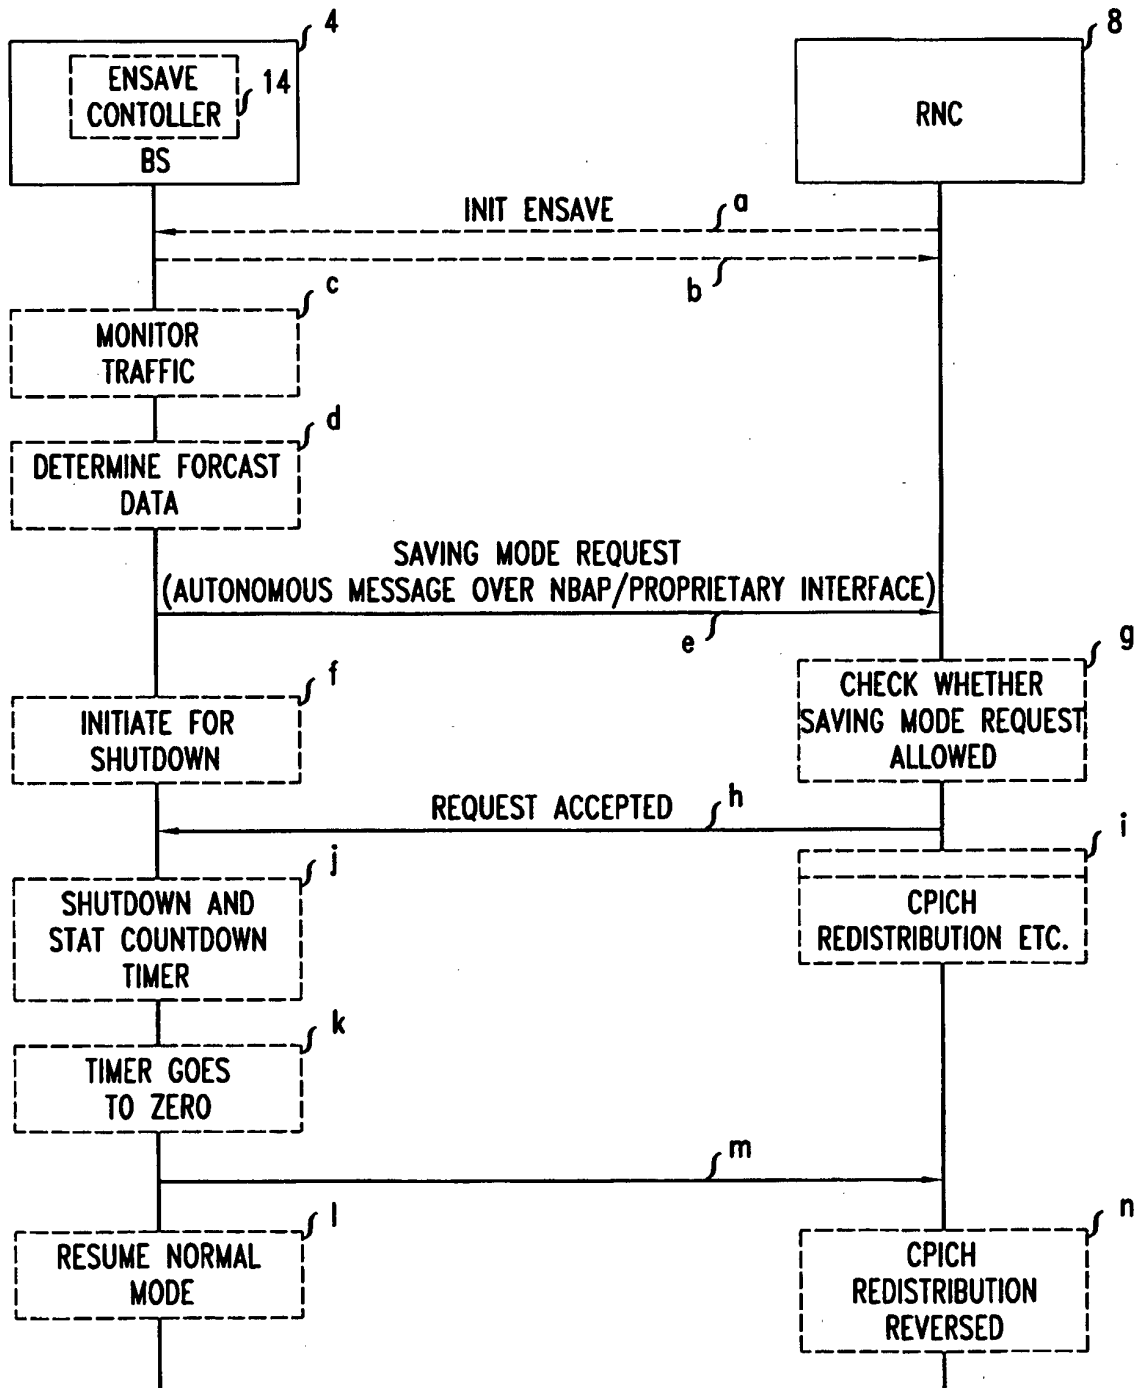 4
8
ENSAVE
CONTOLLER
14
BS
RNC
INIT ENSAVE
a
b
c
MONITOR
TRAFFIC
d
DETERMINE FORCAST
DATA
SAVING MODE REQUEST
(AUTONOMOUS MESSAGE OVER NBAP/PROPRIETARY INTERFACE)
e
f
INITIATE FOR
SHUTDOWN
g
CHECK WHETHER
SAVING MODE REQUEST
ALLOWED
REQUEST ACCEPTED
h
i
CPICH
REDISTRIBUTION ETC.
j
SHUTDOWN AND
STAT COUNTDOWN
TIMER
k
TIMER GOES
TO ZERO
m
l
RESUME NORMAL
MODE
n
CPICH
REDISTRIBUTION
REVERSED